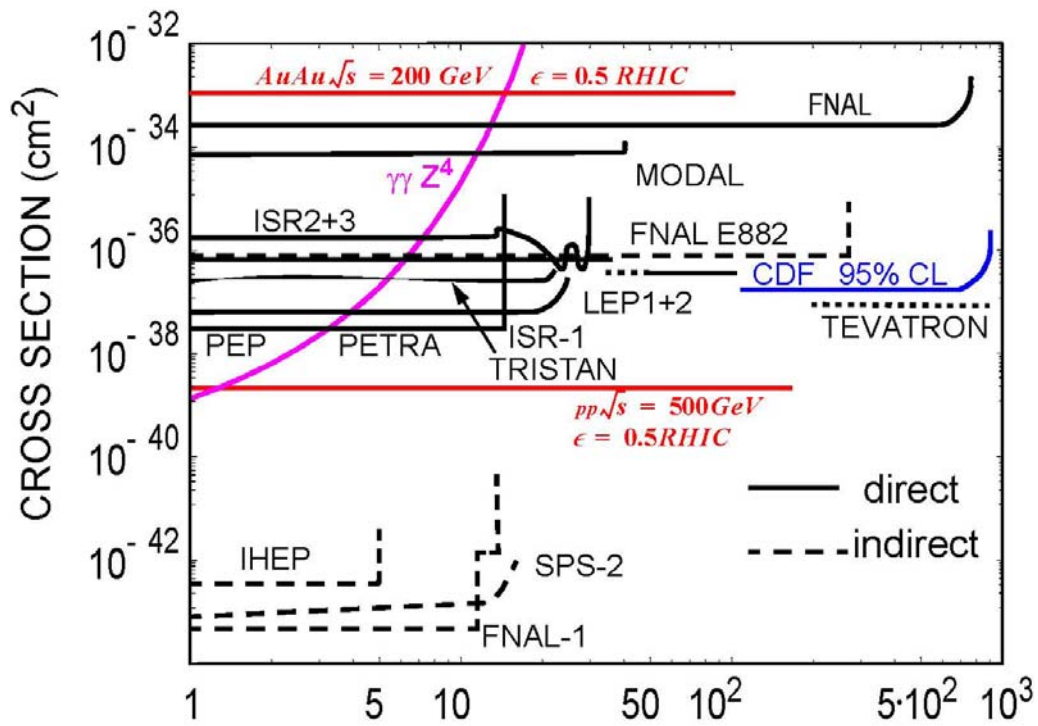 10- 32
AuAu√s = 200 GeV ϵ = 0.5 RHIC
FNAL
10- 34
γγ Z4
MODAL
ISR2+3
10- 36
FNAL E882
CDF 95% CL
LEP1+2
TEVATRON
10- 38
PEP
PETRA
ISR-1
TRISTAN
pp√s = 500GeV
ϵ = 0.5RHIC
10- 40
direct
indirect
10- 42
IHEP
SPS-2
FNAL-1
CROSS SECTION (cm2)
1 5 10 50 102 5·102 103